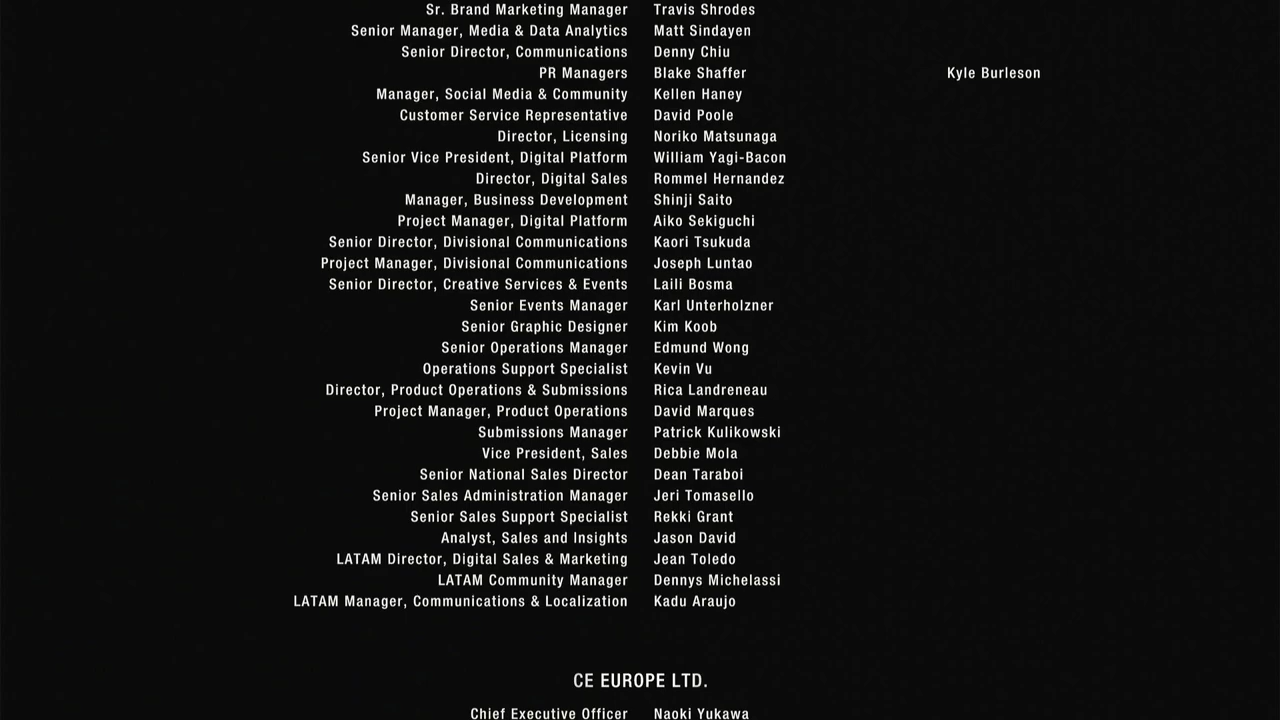 Sr. Brand Marketing Manager Travis Shrodes
Senior Manager, Media & Data Analytics Matt Sindayen
Senior Director, Communications Denny Chiu
PR Managers Blake Shaffer Kyle Burleson
Manager, Social Media & Community Kellen Haney
Customer Service Representative David Poole
Director, Licensing Noriko Matsunaga
Senior Vice President, Digital Platform William Yagi-Bacon
Director, Digital Sales Rommel Hernandez
Manager, Business Development Shinji Saito
Project Manager, Digital Platform Aiko Sekiguchi
Senior Director, Divisional Communications Kaori Tsukuda
Project Manager, Divisional Communications Joseph Luntao
Senior Director, Creative Services & Events Laili Bosma
Senior Events Manager Karl Unterholzner
Senior Graphic Designer Kim Koob
Senior Operations Manager Edmund Wong
Operations Support Specialist Kevin Vu
Director, Product Operations & Submissions Rica Landreneau
Project Manager, Product Operations David Marques
Submissions Manager Patrick Kulikowski
Vice President, Sales Debbie Mola
Senior National Sales Director Dean Taraboi
Senior Sales Administration Manager Jeri Tomasello
Senior Sales Support Specialist Rekki Grant
Analyst, Sales and Insights Jason David
LATAM Director, Digital Sales & Marketing Jean Toledo
LATAM Community Manager Dennys Michelassi
LATAM Manager, Communications & Localization Kadu Araujo
CE EUROPE LTD.
Chief Executive Officer Naoki Yukawa